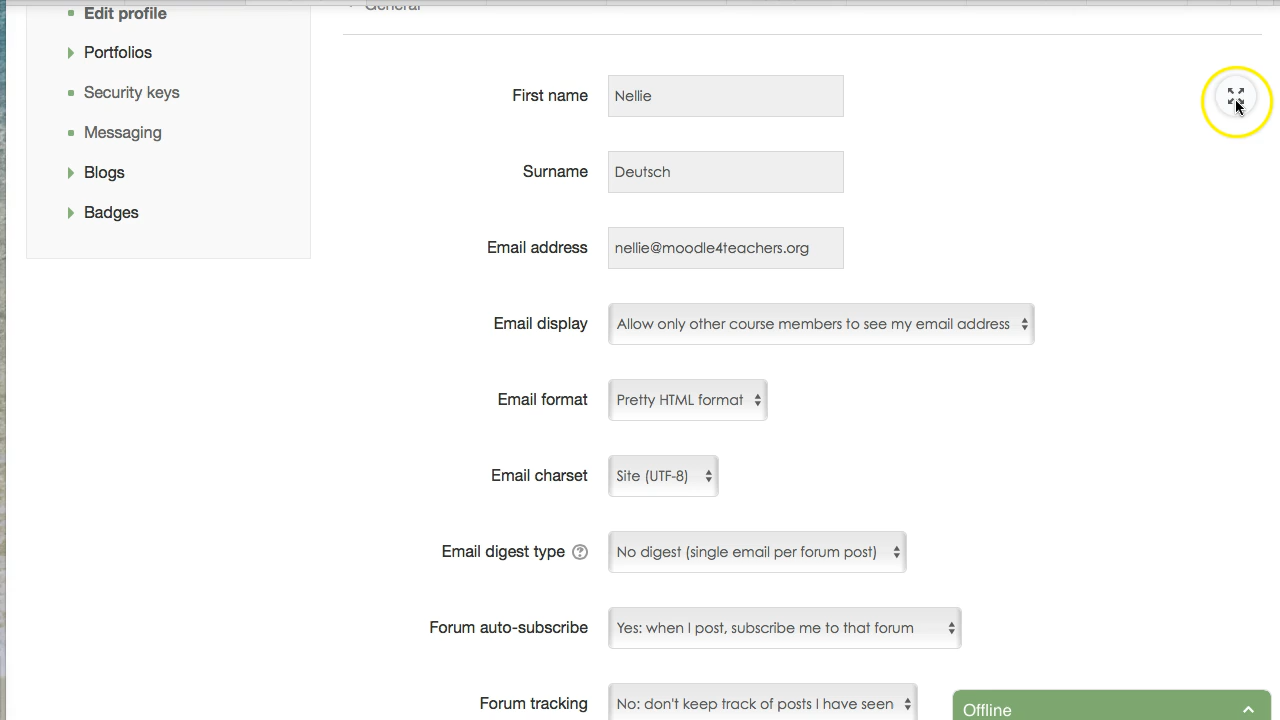 General
Edit profile
Portfolios
Security keys
Messaging
Blogs
Badges
First name Nellie
Surname Deutsch
Email address nellie@moodle4teachers.org
Email display Allow only other course members to see my email address
Email format Pretty HTML format
Email charset Site (UTF-8)
Email digest type ? No digest (single email per forum post)
Forum auto-subscribe Yes: when I post, subscribe me to that forum
Forum tracking No: don't keep track of posts I have seen
Offline